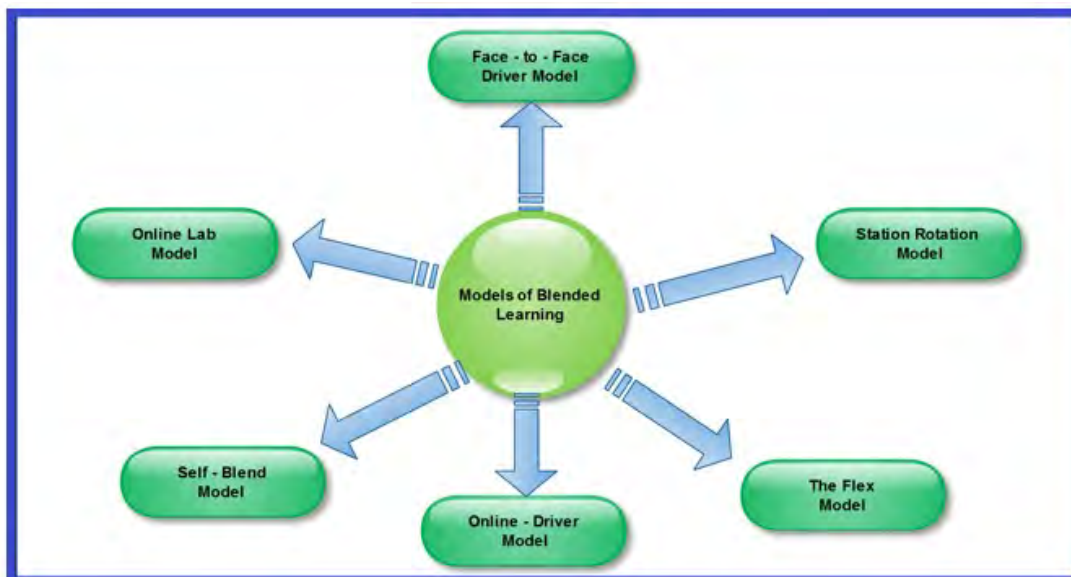 Face - to - Face
Driver Model
Online Lab
Model
Station Rotation
Model
Models of Blended
Learning
Self - Blend
Model
Online - Driver
Model
The Flex
Model